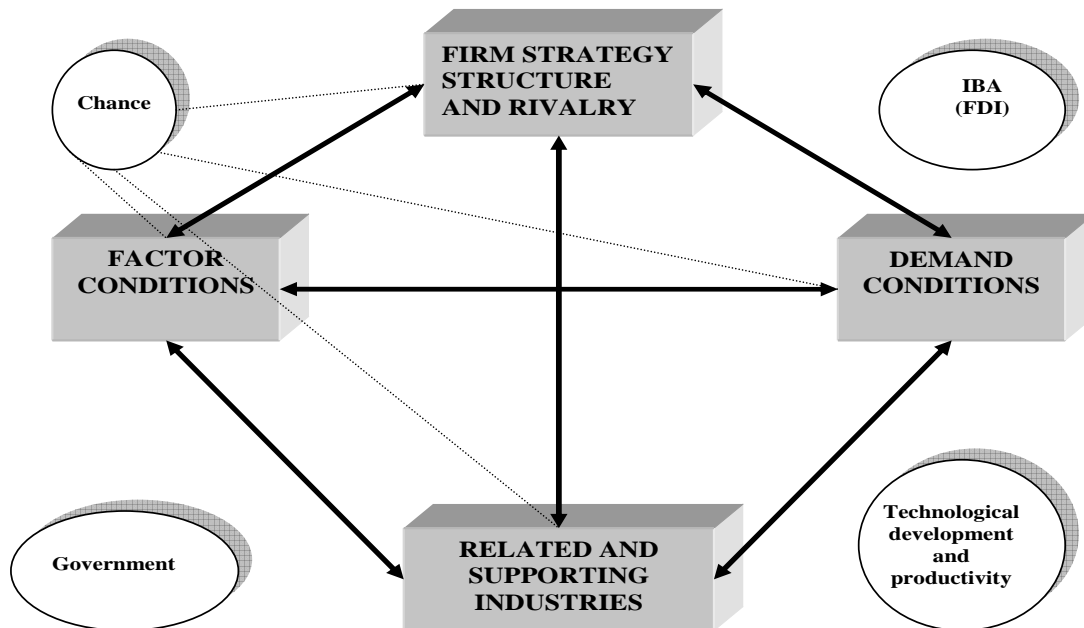 FIRM STRATEGY
STRUCTURE
AND RIVALRY
Chance
IBA
(FDI)
FACTOR
CONDITIONS
DEMAND
CONDITIONS
Government
RELATED AND
SUPPORTING
INDUSTRIES
Technological
development
and
productivity